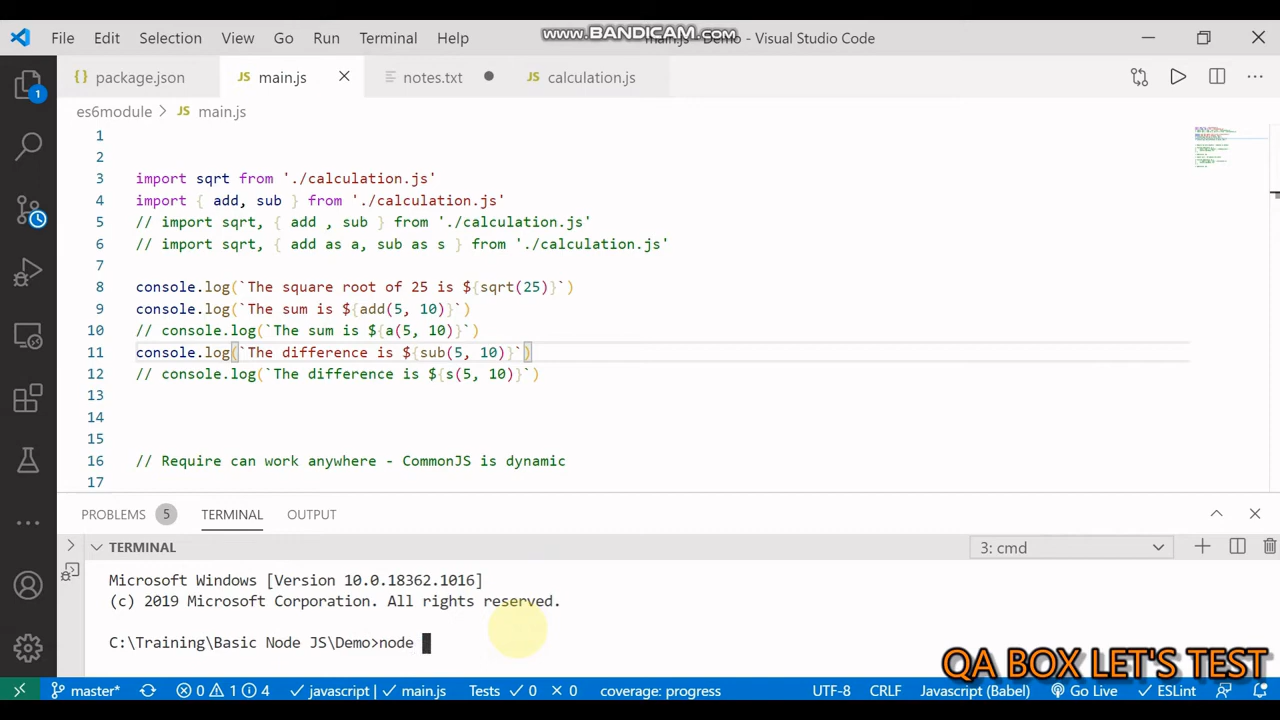 www.BANDICAM.com
File Edit Selection View Go Run Terminal Help main.js - Demo - Visual Studio Code
{} package.json JS main.js × notes.txt JS calculation.js
es6module > JS main.js
1
2
3 import sqrt from './calculation.js'
4 import { add, sub } from './calculation.js'
5 // import sqrt, { add , sub } from './calculation.js'
6 // import sqrt, { add as a, sub as s } from './calculation.js'
7
8 console.log(`The square root of 25 is ${sqrt(25)}`)
9 console.log(`The sum is ${add(5, 10)}`)
10 // console.log(`The sum is ${a(5, 10)}`)
11 console.log(`The difference is ${sub(5, 10)}`)
12 // console.log(`The difference is ${s(5, 10)}`)
13
14
15
16 // Require can work anywhere - CommonJS is dynamic
17
1
PROBLEMS 5 TERMINAL OUTPUT
TERMINAL 3: cmd
Microsoft Windows [Version 10.0.18362.1016]
(c) 2019 Microsoft Corporation. All rights reserved.
C:\Training\Basic Node JS\Demo>node
QA BOX LET'S TEST
master* 0 1 4 javascript | main.js Tests 0 0 coverage: progress UTF-8 CRLF Javascript (Babel) Go Live ESLint